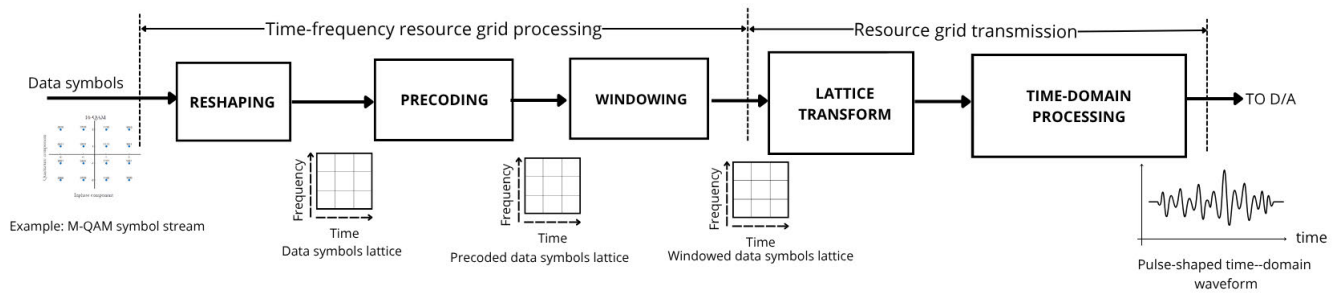 Time-frequency resource grid processing
Resource grid transmission
Data symbols
RESHAPING
PRECODING
WINDOWING
LATTICE
TRANSFORM
TIME-DOMAIN
PROCESSING
TO D/A
Example: M-QAM symbol stream
Frequency
Time
Data symbols lattice
Frequency
Time
Precoded data symbols lattice
Frequency
Time
Windowed data symbols lattice
time
Pulse-shaped time--domain
waveform